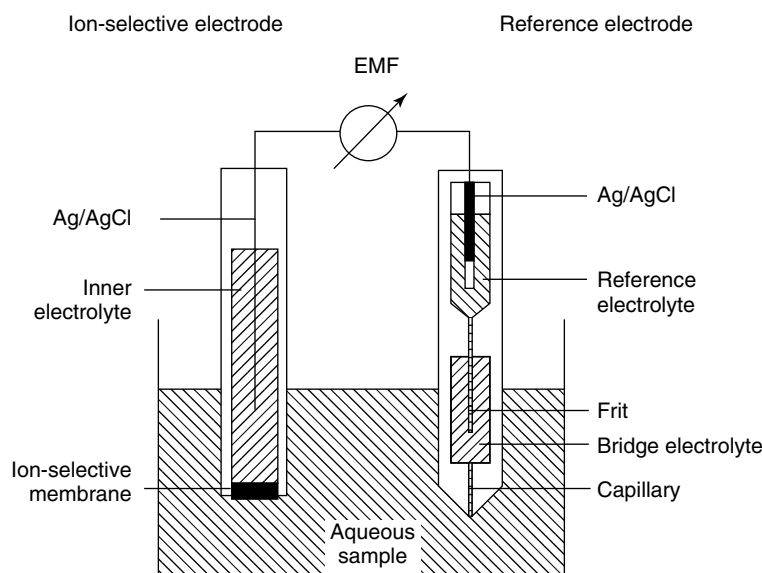 Ion-selective electrode
Reference electrode
EMF
Ag/AgCl
Inner
electrolyte
Ion-selective
membrane
Ag/AgCl
Reference
electrolyte
Frit
Bridge electrolyte
Capillary
Aqueous
sample